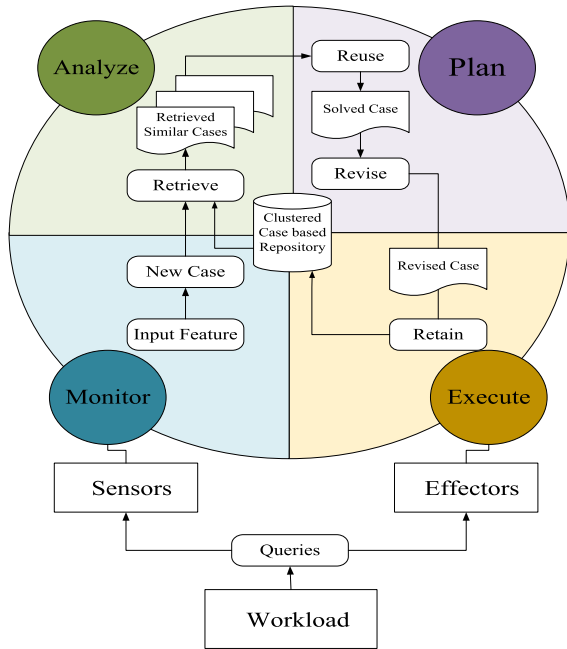 Analyze
Reuse
Plan
Retrieved
Similar Cases
Solved Case
Retrieve
Revise
Clustered
Case based
Repository
New Case
Revised Case
Input Feature
Retain
Monitor
Execute
Sensors
Effectors
Queries
Workload